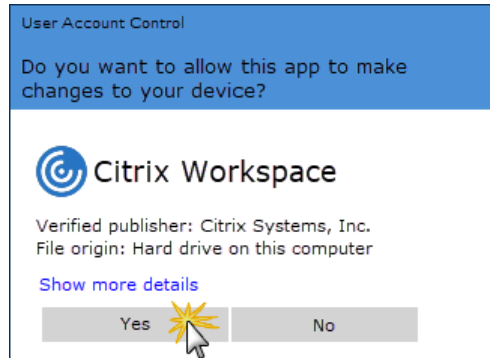 User Account Control
Do you want to allow this app to make
changes to your device?
Citrix Workspace
Verified publisher: Citrix Systems, Inc.
File origin: Hard drive on this computer
Show more details
Yes
No